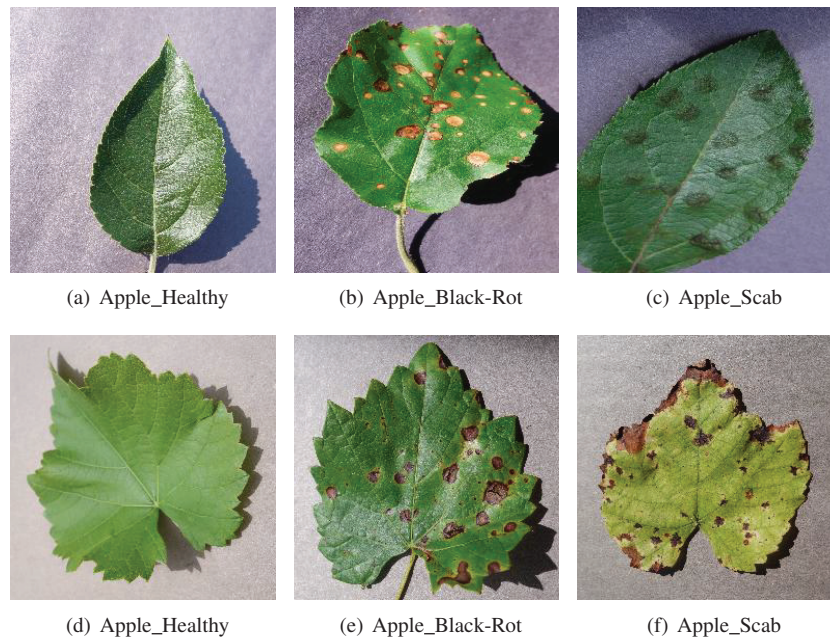 (a) Apple_Healthy
(b) Apple_Black-Rot
(c) Apple_Scab
(d) Apple_Healthy
(e) Apple_Black-Rot
(f) Apple_Scab